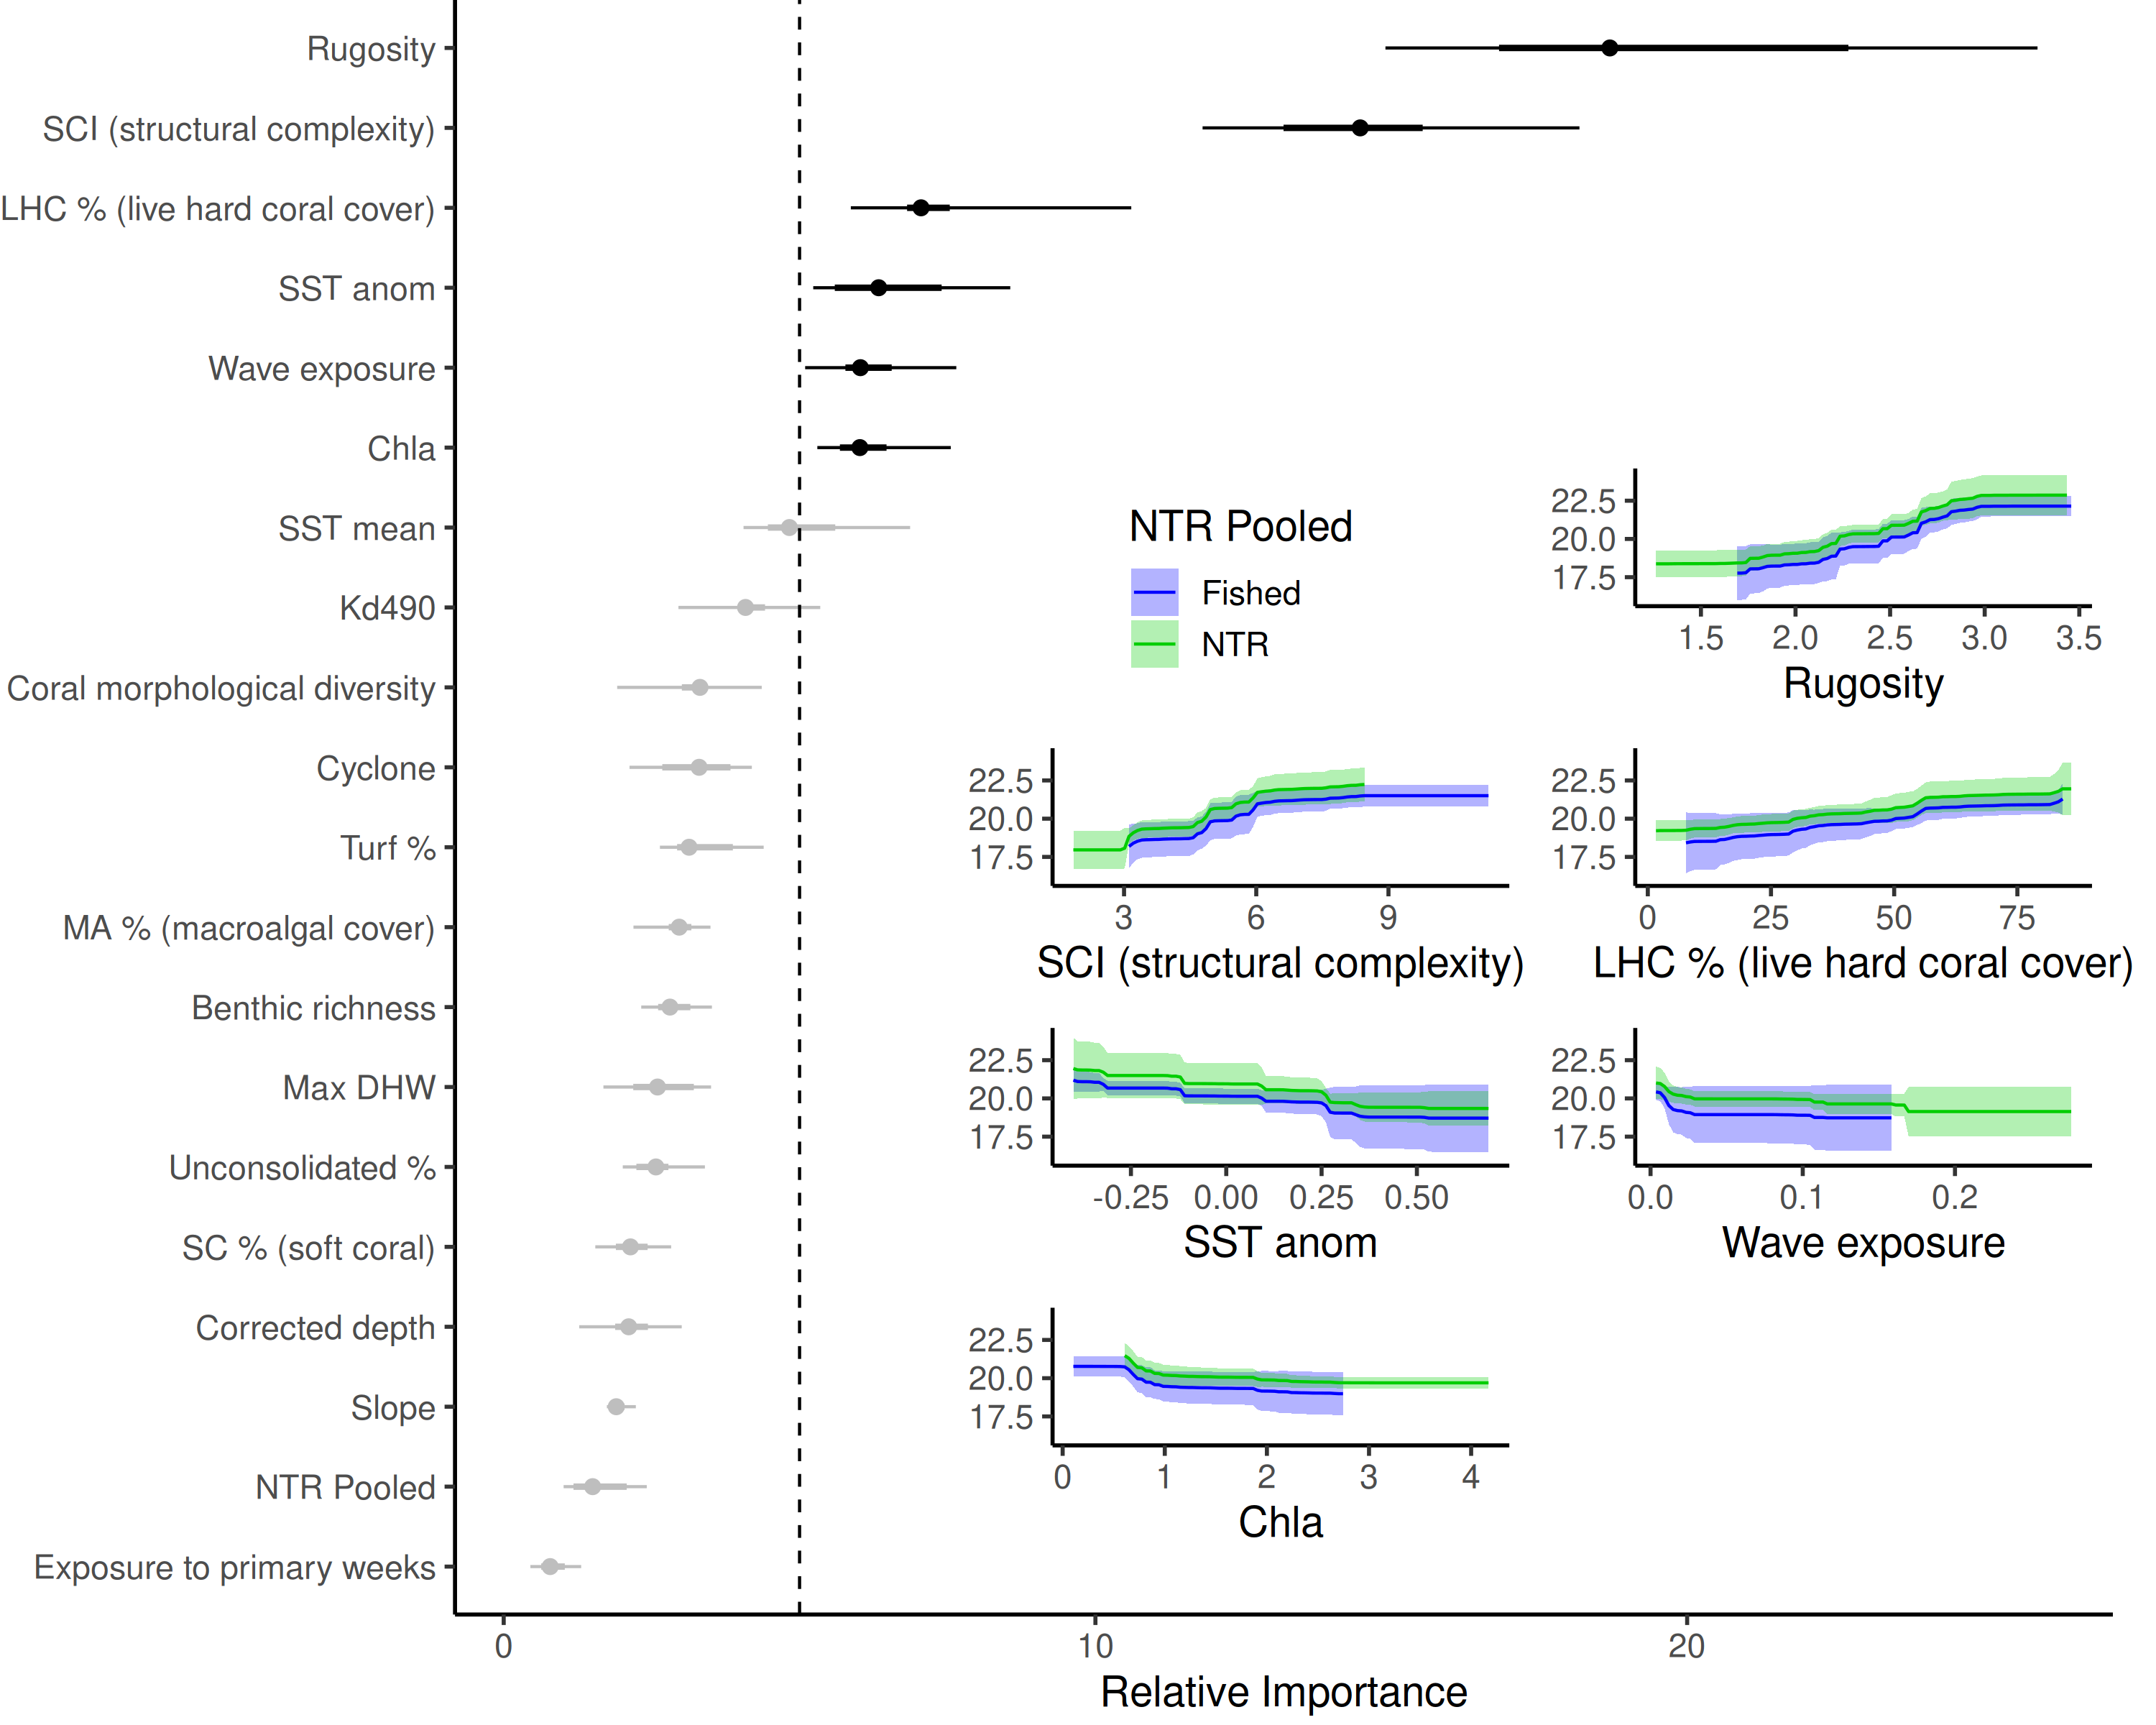 Rugosity
SCI (structural complexity)
LHC % (live hard coral cover)
SST anom
Wave exposure
Chla
SST mean
Kd490
Coral morphological diversity
Cyclone
Turf %
MA % (macroalgal cover)
Benthic richness
Max DHW
Unconsolidated %
SC % (soft coral)
Corrected depth
Slope
NTR Pooled
Exposure to primary weeks
0 10 20
Relative Importance
NTR Pooled
Fished
NTR
22.5
20.0
17.5
1.5 2.0 2.5 3.0 3.5
Rugosity
22.5
20.0
17.5
3 6 9
SCI (structural complexity)
22.5
20.0
17.5
0 25 50 75
LHC % (live hard coral cover)
22.5
20.0
17.5
-0.25 0.00 0.25 0.50
SST anom
22.5
20.0
17.5
0.0 0.1 0.2
Wave exposure
22.5
20.0
17.5
0 1 2 3 4
Chla